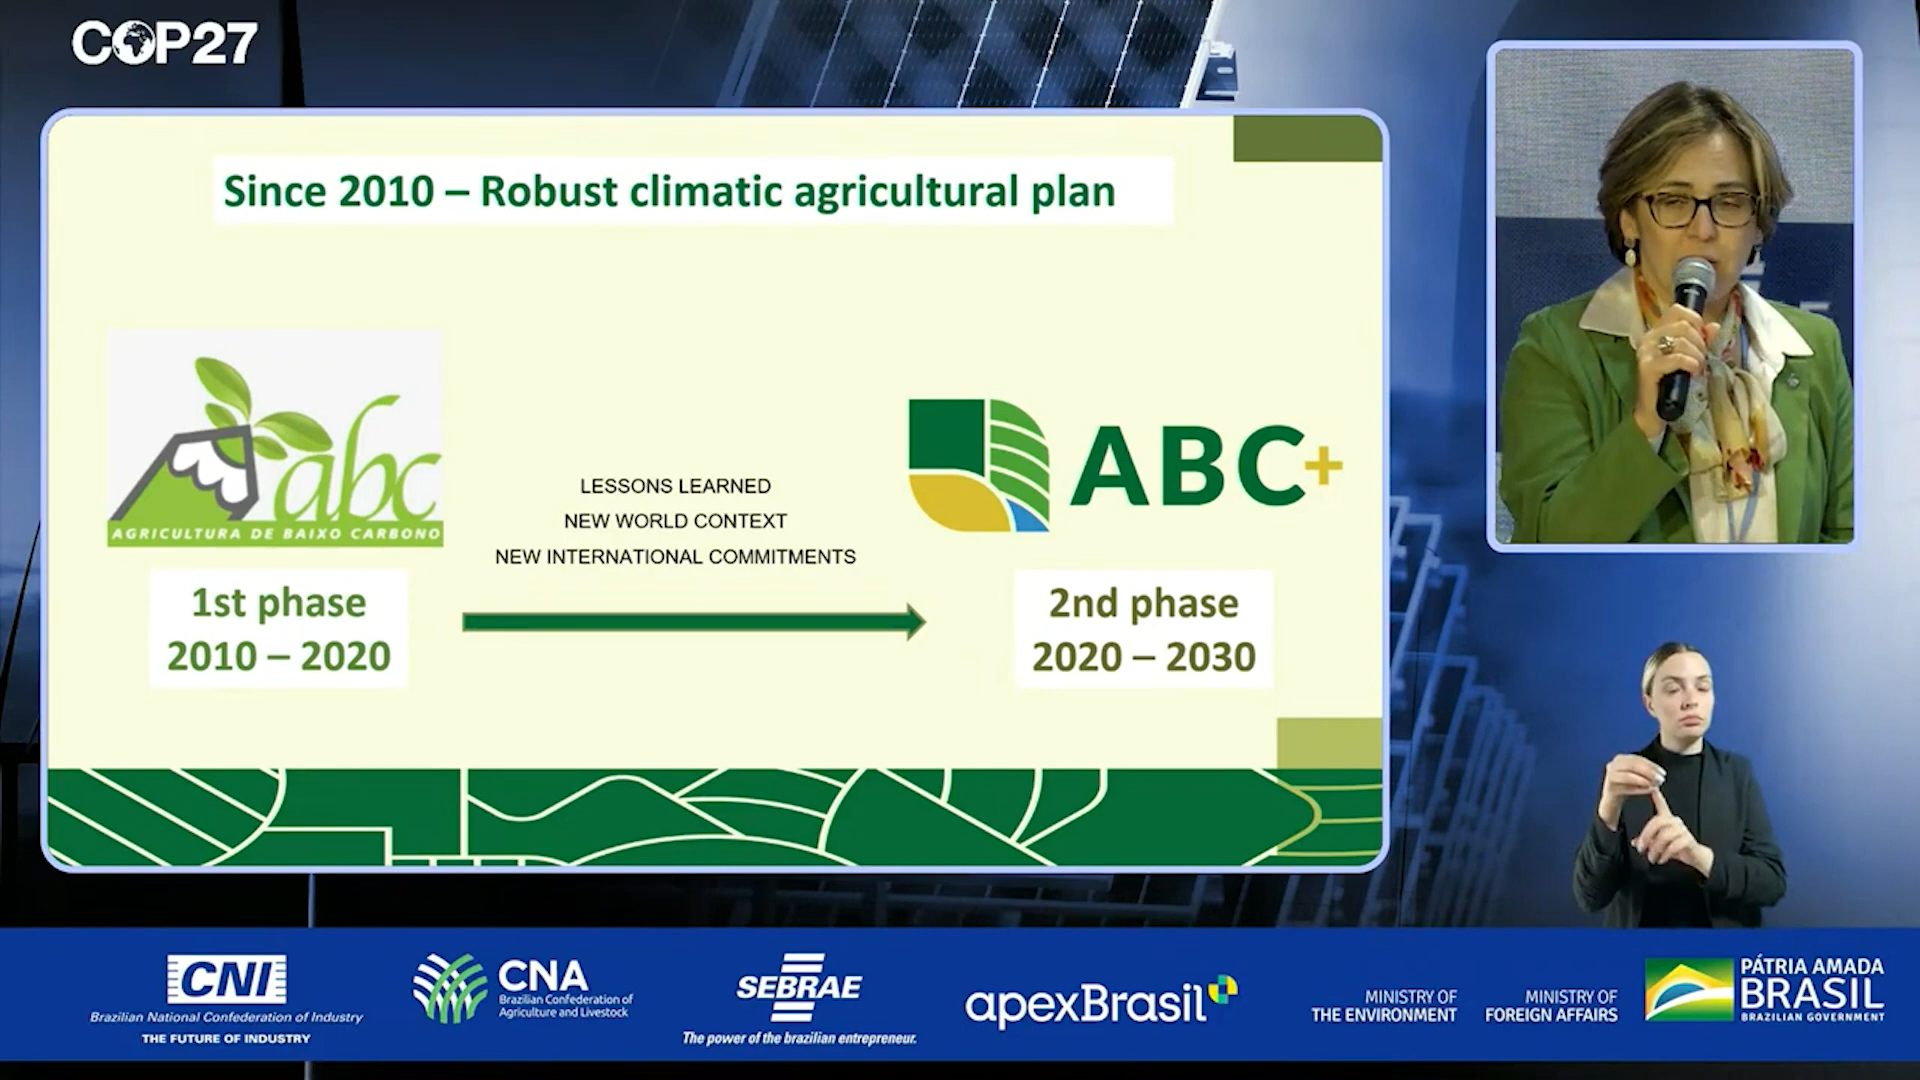 COP27
Since 2010 – Robust climatic agricultural plan
abc
AGRICULTURA DE BAIXO CARBONO
1st phase
2010 – 2020
LESSONS LEARNED
NEW WORLD CONTEXT
NEW INTERNATIONAL COMMITMENTS
ABC+
2nd phase
2020 – 2030
CNI
Brazilian National Confederation of Industry
THE FUTURE OF INDUSTRY
CNA
Brazilian Confederation of
Agriculture and Livestock
SEBRAE
The power of the brazilian entrepreneur.
apexBrasil
MINISTRY OF
THE ENVIRONMENT
MINISTRY OF
FOREIGN AFFAIRS
PÁTRIA AMADA
BRASIL
BRAZILIAN GOVERNMENT